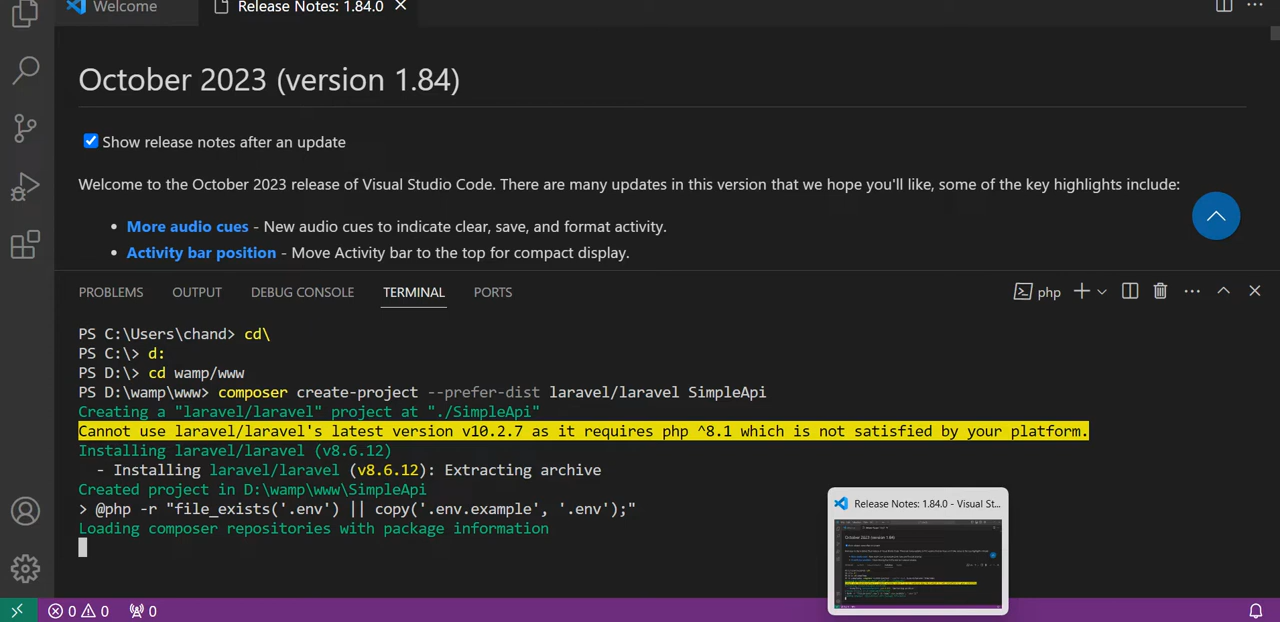 Welcome
Release Notes: 1.84.0
October 2023 (version 1.84)
Show release notes after an update
Welcome to the October 2023 release of Visual Studio Code. There are many updates in this version that we hope you'll like, some of the key highlights include:
• More audio cues - New audio cues to indicate clear, save, and format activity.
• Activity bar position - Move Activity bar to the top for compact display.
PROBLEMS OUTPUT DEBUG CONSOLE TERMINAL PORTS php
PS C:\Users\chand> cd\
PS C:\> d:
PS D:\> cd wamp/www
PS D:\wamp\www> composer create-project --prefer-dist laravel/laravel SimpleApi
Creating a "laravel/laravel" project at "./SimpleApi"
Cannot use laravel/laravel's latest version v10.2.7 as it requires php ^8.1 which is not satisfied by your platform.
Installing laravel/laravel (v8.6.12)
- Installing laravel/laravel (v8.6.12): Extracting archive
Created project in D:\wamp\www\SimpleApi
> @php -r "file_exists('.env') || copy('.env.example', '.env');"
Loading composer repositories with package information
Release Notes: 1.84.0 - Visual St...
0 0 0